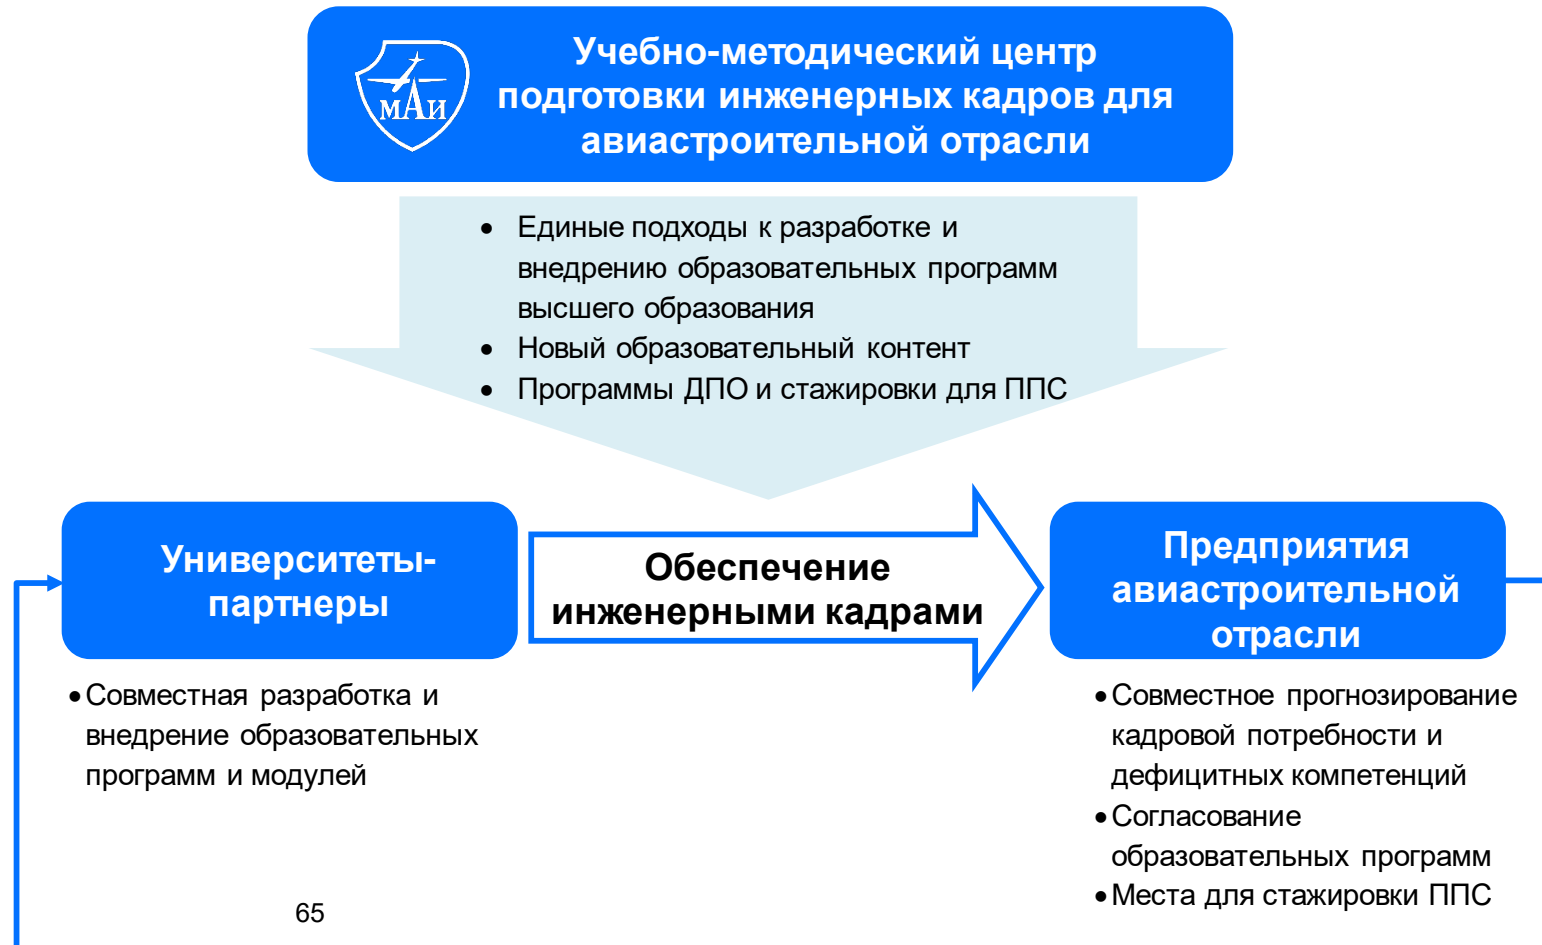 Учебно-методический центр
подготовки инженерных кадров для
авиастроительной отрасли
МАИ
• Единые подходы к разработке и
внедрению образовательных программ
высшего образования
• Новый образовательный контент
• Программы ДПО и стажировки для ППС
Университеты-
партнеры
Обеспечение
инженерными кадрами
Предприятия
авиастроительной
отрасли
• Совместная разработка и
внедрение образовательных
программ и модулей
• Совместное прогнозирование
кадровой потребности и
дефицитных компетенций
• Согласование
образовательных программ
• Места для стажировки ППС
65